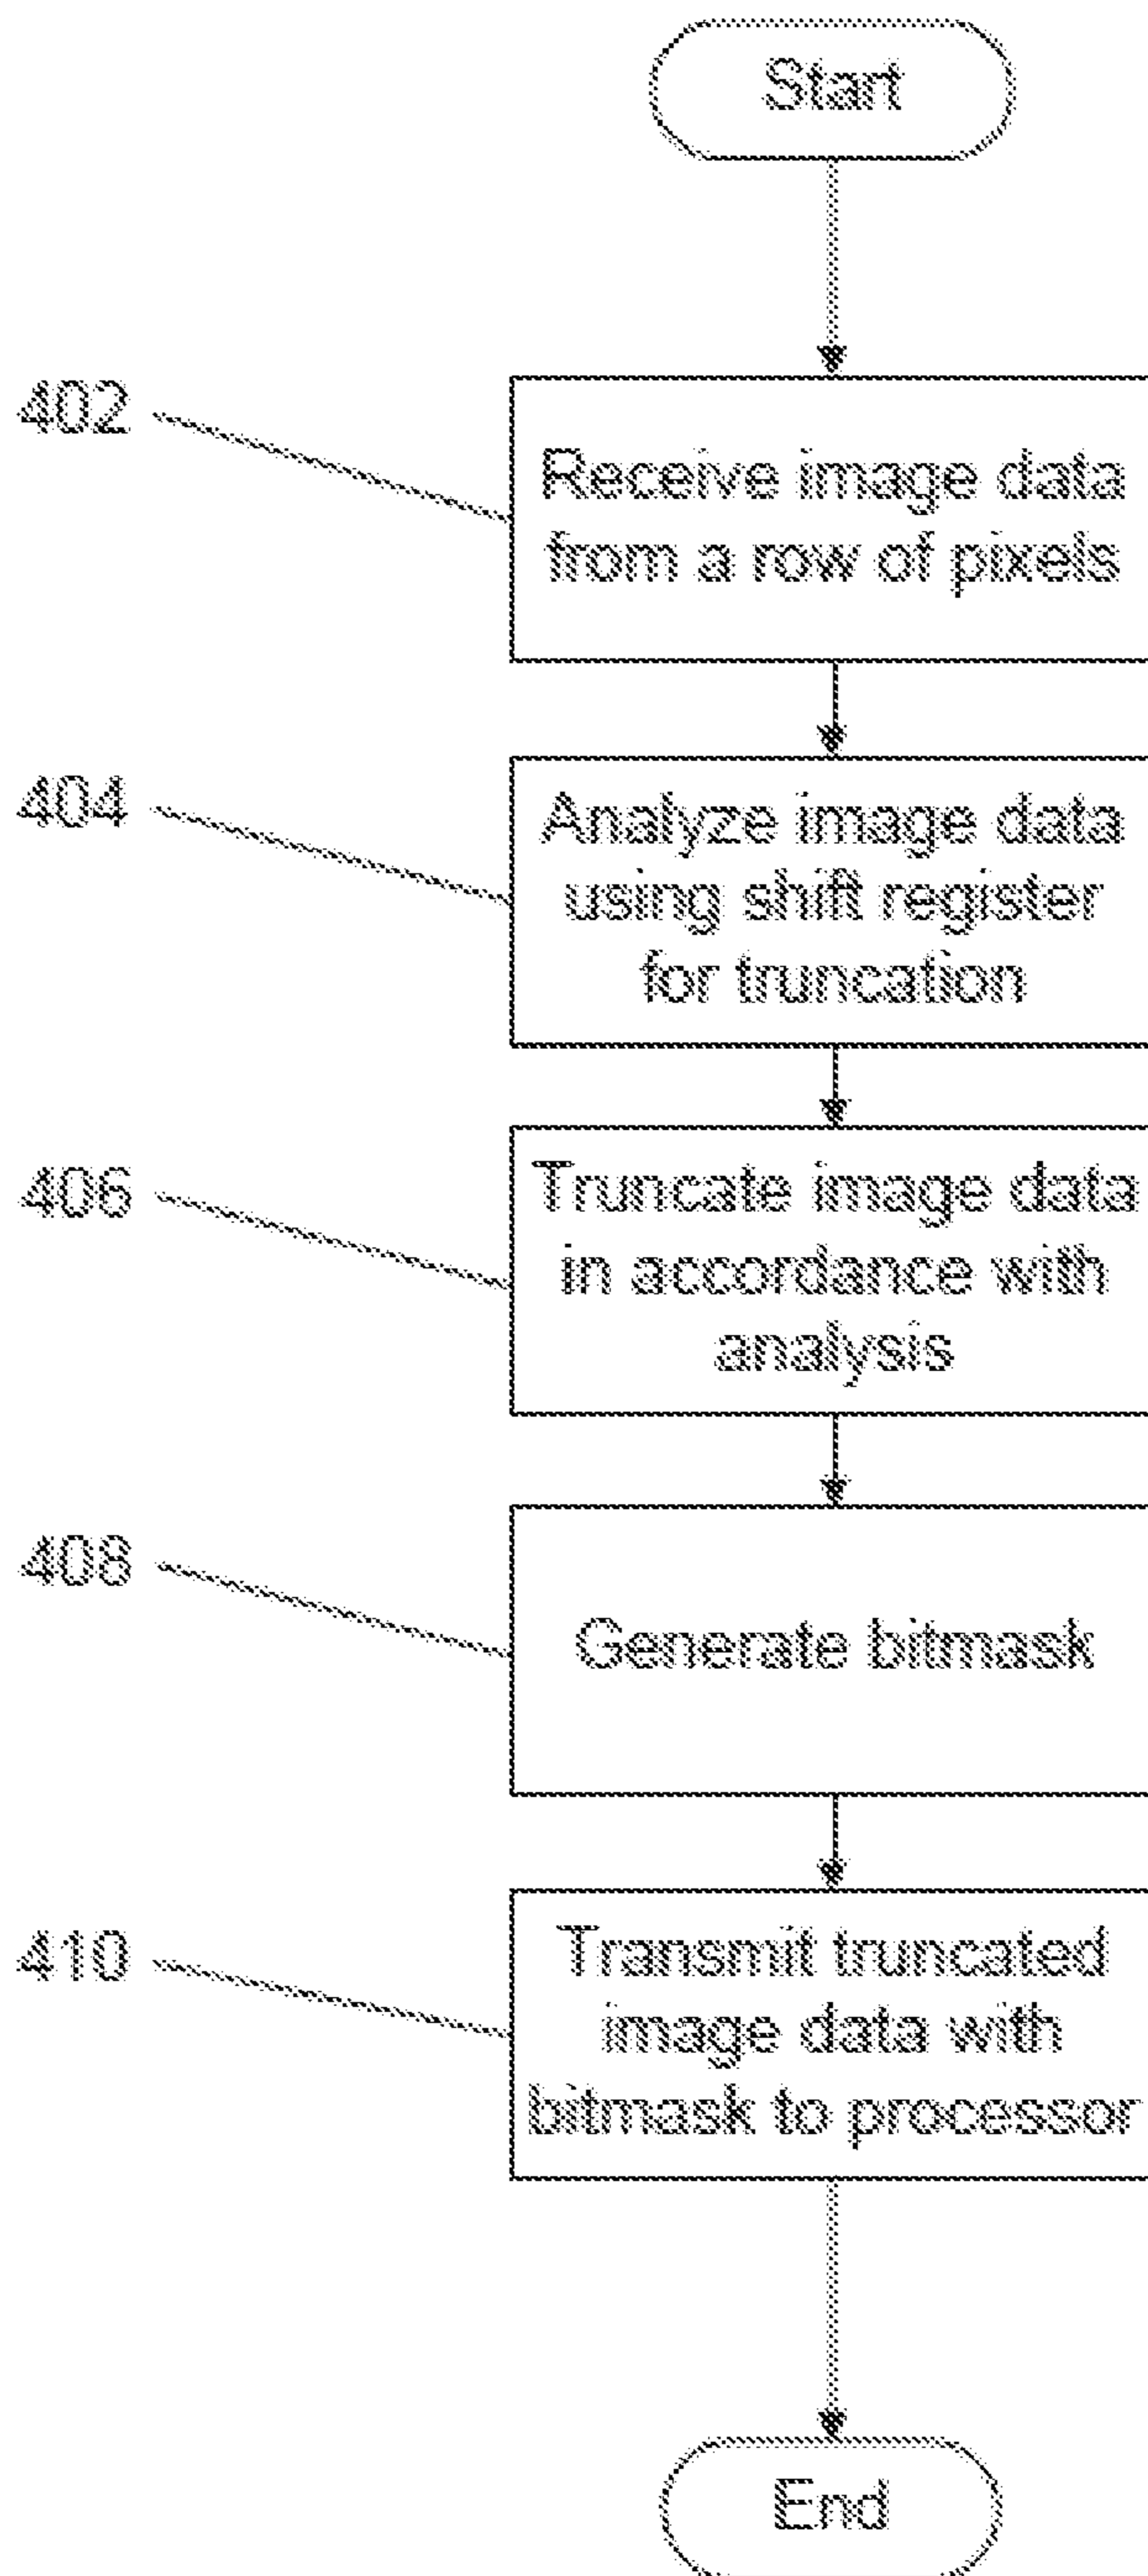 Start
402
Receive image data
from a row of pixels
404
Analyze image data
using shift register
for truncation
406
Truncate image data
in accordance with
analysis
408
Generate bitmask
410
Transmit truncated
image data with
bitmask to processor
End